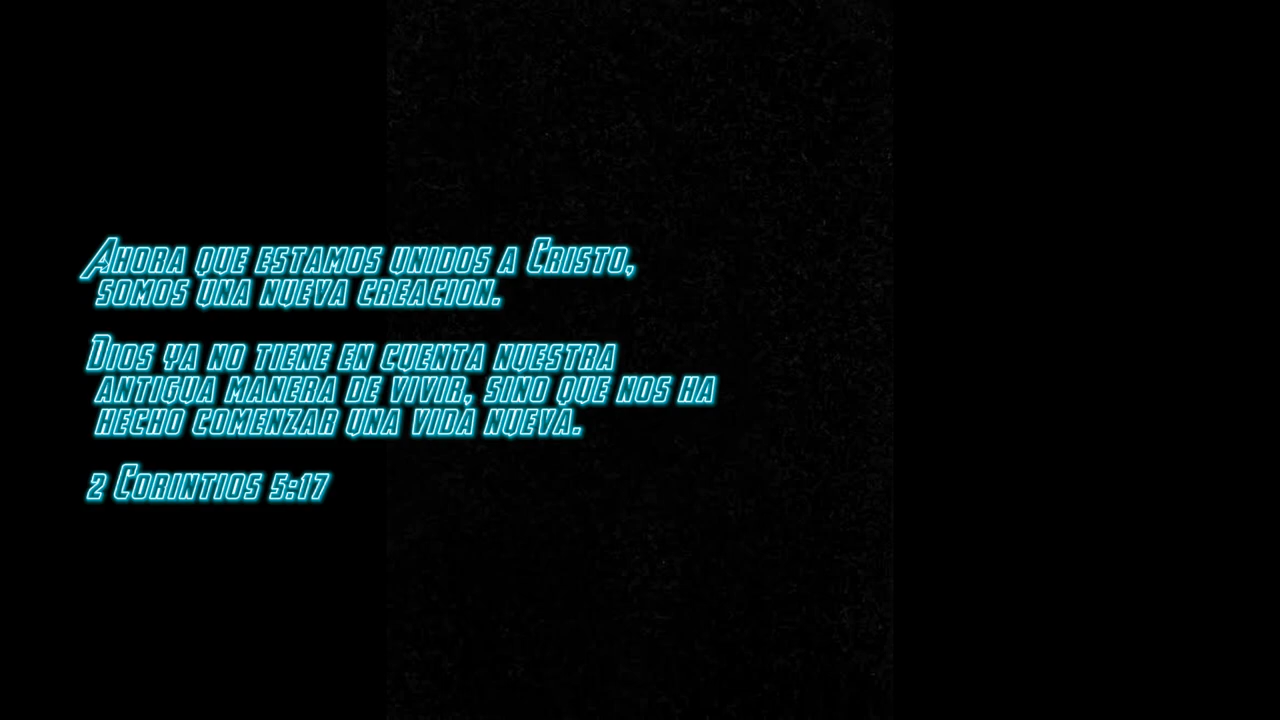 Ahora que estamos unidos a Cristo,
somos una nueva creacion.
Dios ya no tiene en cuenta nuestra
antigua manera de vivir, sino que nos ha
hecho comenzar una vida nueva.
2 Corintios 5:17